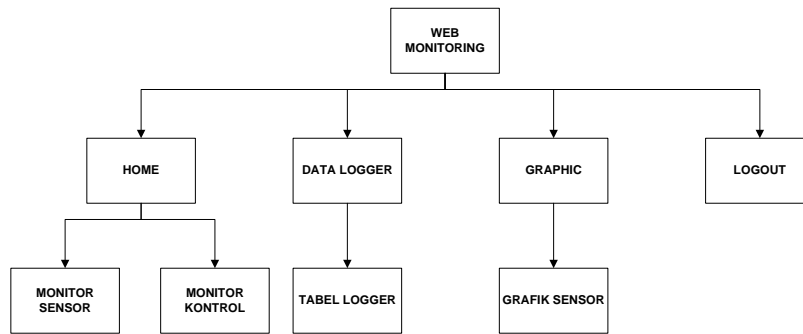 WEB
MONITORING
HOME
DATA LOGGER
GRAPHIC
LOGOUT
MONITOR
SENSOR
MONITOR
KONTROL
TABEL LOGGER
GRAFIK SENSOR